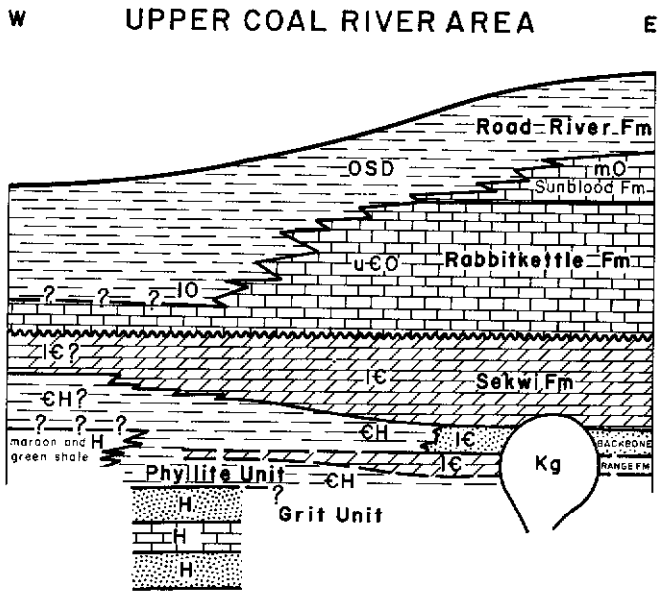 W UPPER COAL RIVER AREA E
Road River Fm
OSD
mO
Sunblood Fm
u-Є O Rabbitkettle Fm
? ? ? lO
lЄ?
lЄ
Sekwi Fm
ЄH?
? ? ?
ЄH
lЄ
BACKBONE
maroon and H
green shale
lЄ
Kg
RANGE FM
Phyllite Unit
ЄH
?
H
Grit Unit
H
H